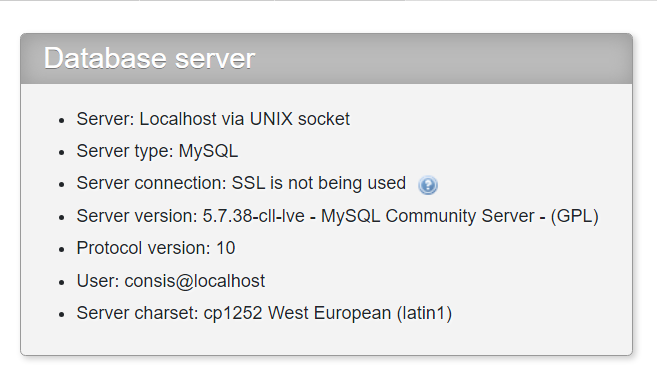 Database server
Server: Localhost via UNIX socket
Server type: MySQL
Server connection: SSL is not being used
Server version: 5.7.38-cll-lve - MySQL Community Server - (GPL)
Protocol version: 10
User: consis@localhost
Server charset: cp1252 West European (latin1)